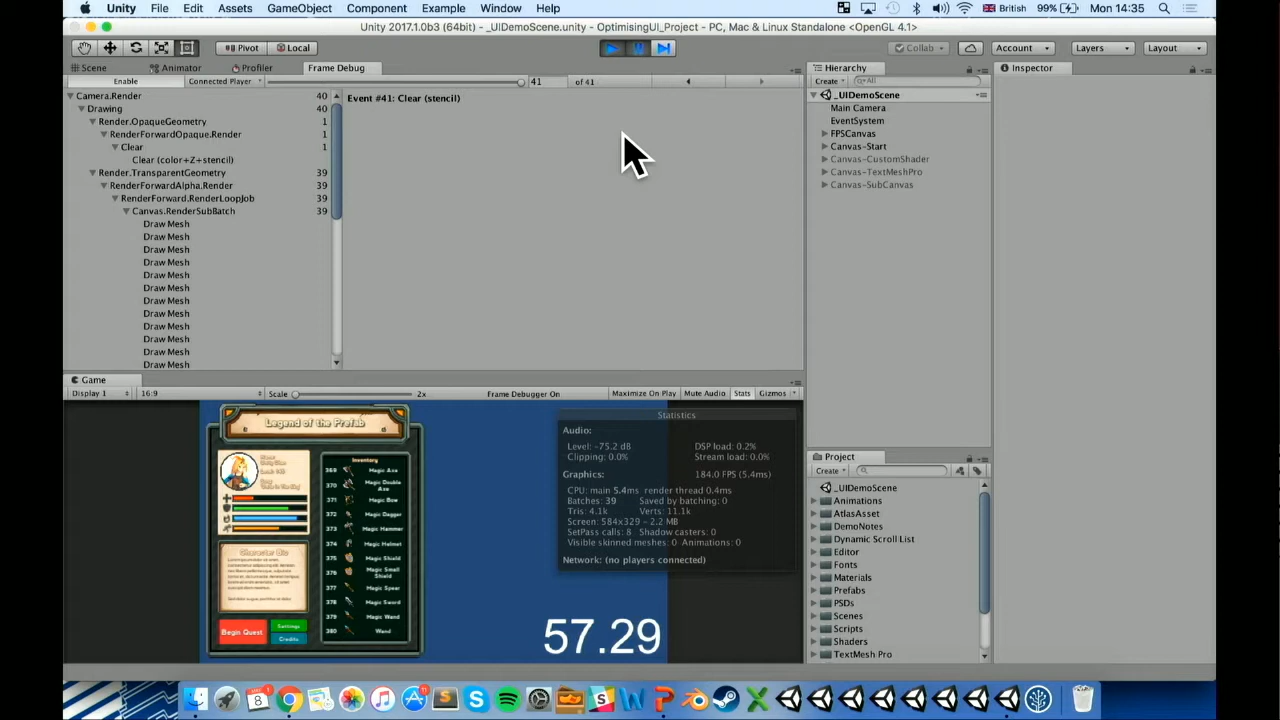 Unity File Edit Assets GameObject Component Example Window Help British 99% Mon 14:35
Unity 2017.1.0b3 (64bit) - _UIDemoScene.unity - OptimisingUI_Project - PC, Mac & Linux Standalone <OpenGL 4.1>
Pivot Local Collab Account Layers Layout
Scene Animator Profiler Frame Debug Hierarchy Inspector
Enable Connected Player 41 of 41 Create All
Camera.Render 40 Event #41: Clear (stencil) _UIDemoScene
Drawing 40 Main Camera
Render.OpaqueGeometry 1 EventSystem
RenderForwardOpaque.Render 1 FPSCanvas
Clear 1 Canvas-Start
Clear (color+Z+stencil) Canvas-CustomShader
Render.TransparentGeometry 39 Canvas-TextMeshPro
RenderForwardAlpha.Render 39 Canvas-SubCanvas
RenderForward.RenderLoopJob 39
Canvas.RenderSubBatch 39
Draw Mesh
Draw Mesh
Draw Mesh
Draw Mesh
Draw Mesh
Draw Mesh
Draw Mesh
Draw Mesh
Draw Mesh
Draw Mesh
Draw Mesh
Draw Mesh
Game
Display 1 16:9 Scale 2x Frame Debugger On Maximize On Play Mute Audio Stats Gizmos
Legend of the Prefab
Inventory
369 Magic Axe
370 Magic Double Axe
371 Magic Bow
372 Magic Dagger
373 Magic Hammer
374 Magic Helmet
375 Magic Shield
376 Magic Small Shield
377 Magic Spear
378 Magic Sword
379 Magic Wand
380 Wand
Character Bio
Begin Quest
Settings
Credits
Statistics
Audio:
Level: -75.2 dB DSP load: 0.2%
Clipping: 0.0% Stream load: 0.0%
Graphics: 184.0 FPS (5.4ms)
CPU: main 5.4ms render thread 0.4ms
Batches: 39 Saved by batching: 0
Tris: 4.1k Verts: 11.1k
Screen: 584x329 - 2.2 MB
SetPass calls: 8 Shadow casters: 0
Visible skinned meshes: 0 Animations: 0
Network: (no players connected)
57.29
Project
Create
_UIDemoScene
Animations
AtlasAsset
DemoNotes
Dynamic Scroll List
Editor
Fonts
Materials
Prefabs
PSDs
Scenes
Scripts
Shaders
TextMesh Pro